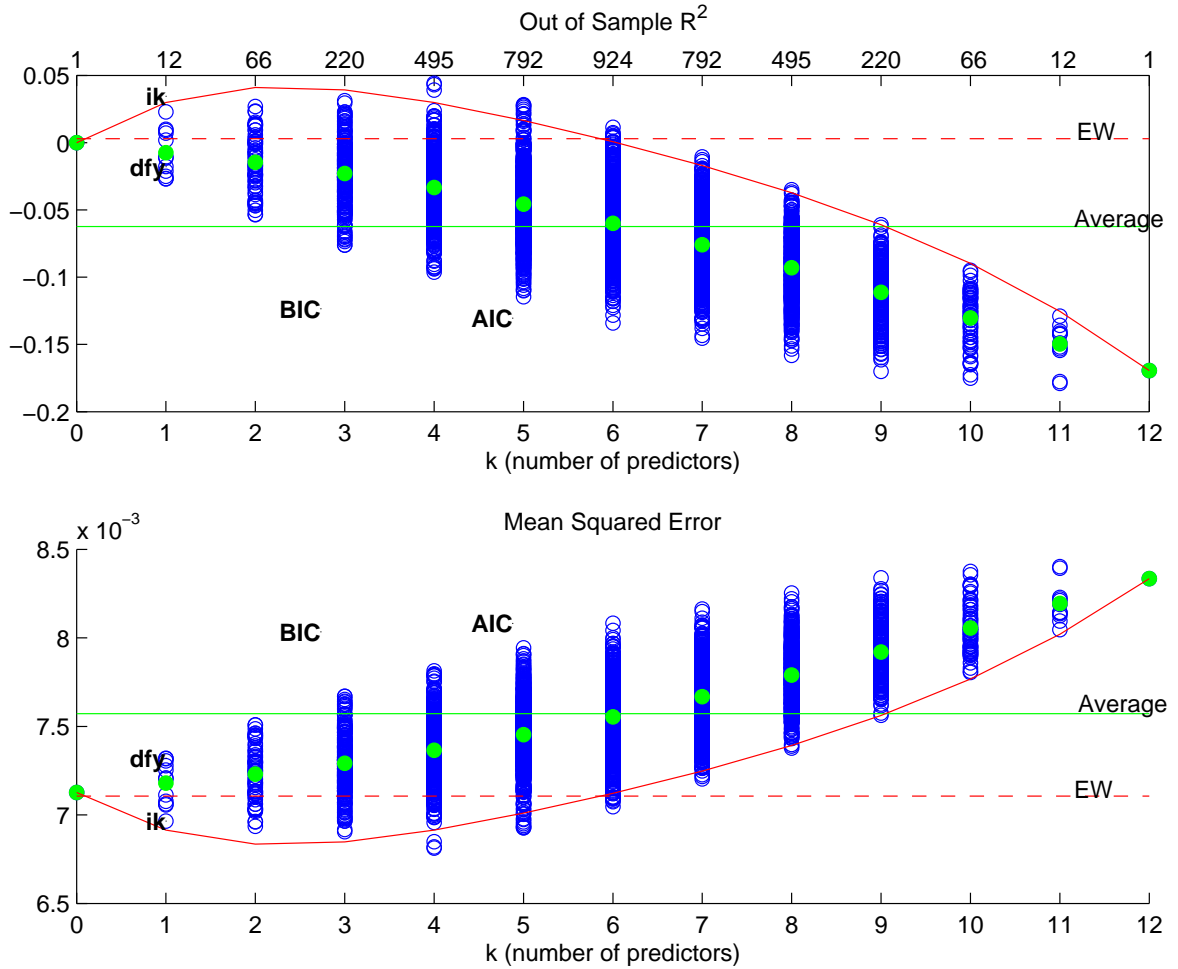 Out of Sample R²
1 12 66 220 495 792 924 792 495 220 66 12 1
0.05
ik
EW
0
dfy
−0.05
Average
−0.1
BIC AIC
−0.15
−0.2
0 1 2 3 4 5 6 7 8 9 10 11 12
k (number of predictors)
x 10⁻³
Mean Squared Error
8.5
BIC AIC
8
Average
7.5
dfy
EW
7
ik
6.5
0 1 2 3 4 5 6 7 8 9 10 11 12
k (number of predictors)